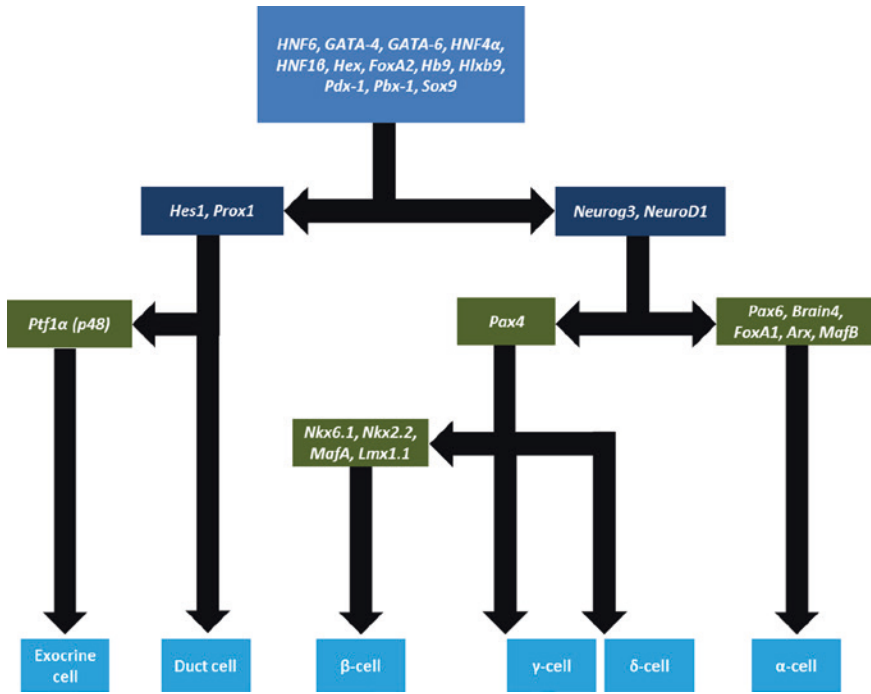 HNF6, GATA-4, GATA-6, HNF4α,
HNF1β, Hex, FoxA2, Hb9, Hlxb9,
Pdx-1, Pbx-1, Sox9
Hes1, Prox1
Neurog3, NeuroD1
Ptf1α (p48)
Pax4
Pax6, Brain4,
FoxA1, Arx, MafB
Nkx6.1, Nkx2.2,
MafA, Lmx1.1
Exocrine
cell
Duct cell
β-cell
γ-cell
δ-cell
α-cell